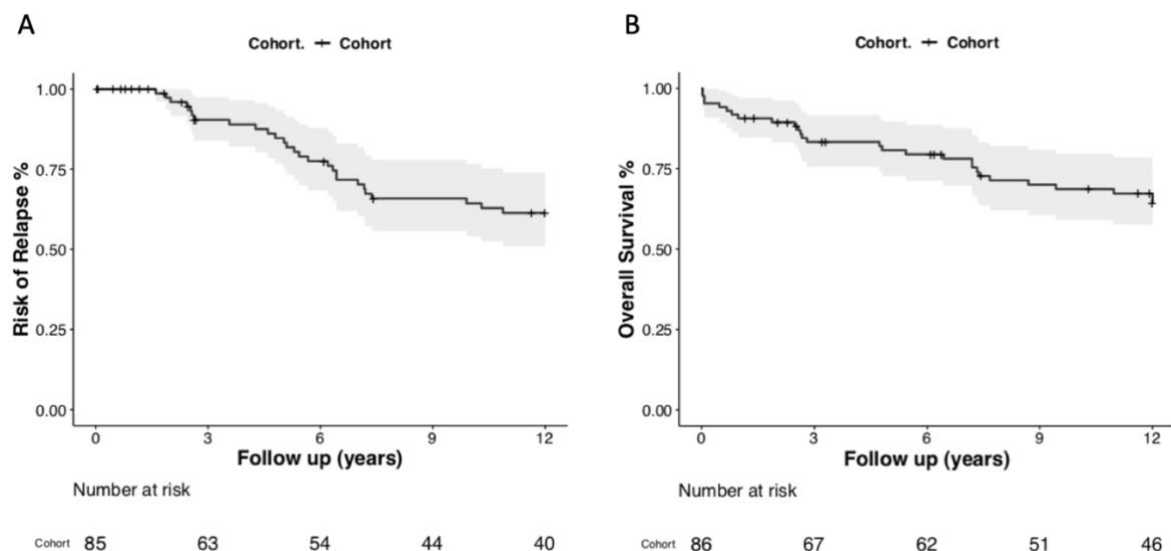 A
Cohort. Cohort
1.00
0.75
0.50
0.25
0.00
Risk of Relapse %
0 3 6 9 12
Follow up (years)
Number at risk
Cohort 85 63 54 44 40
B
Cohort. Cohort
1.00
0.75
0.50
0.25
0.00
Overall Survival %
0 3 6 9 12
Follow up (years)
Number at risk
Cohort 86 67 62 51 46